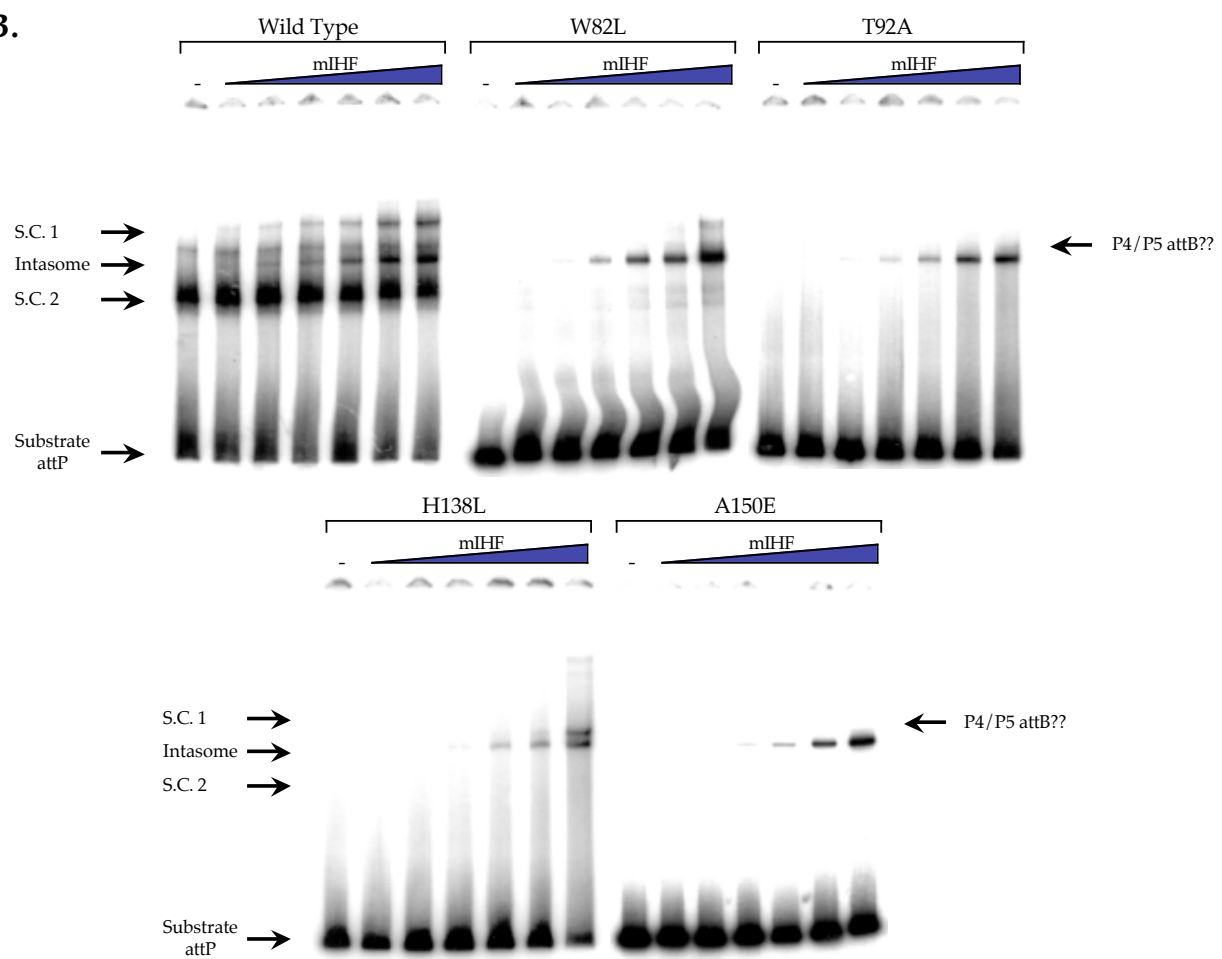 3.
Wild Type W82L T92A
mIHF mIHF mIHF
- - -
S.C. 1
P4/P5 attB??
Intasome
S.C. 2
Substrate
attP
H138L A150E
mIHF mIHF
- -
S.C. 1
P4/P5 attB??
Intasome
S.C. 2
Substrate
attP